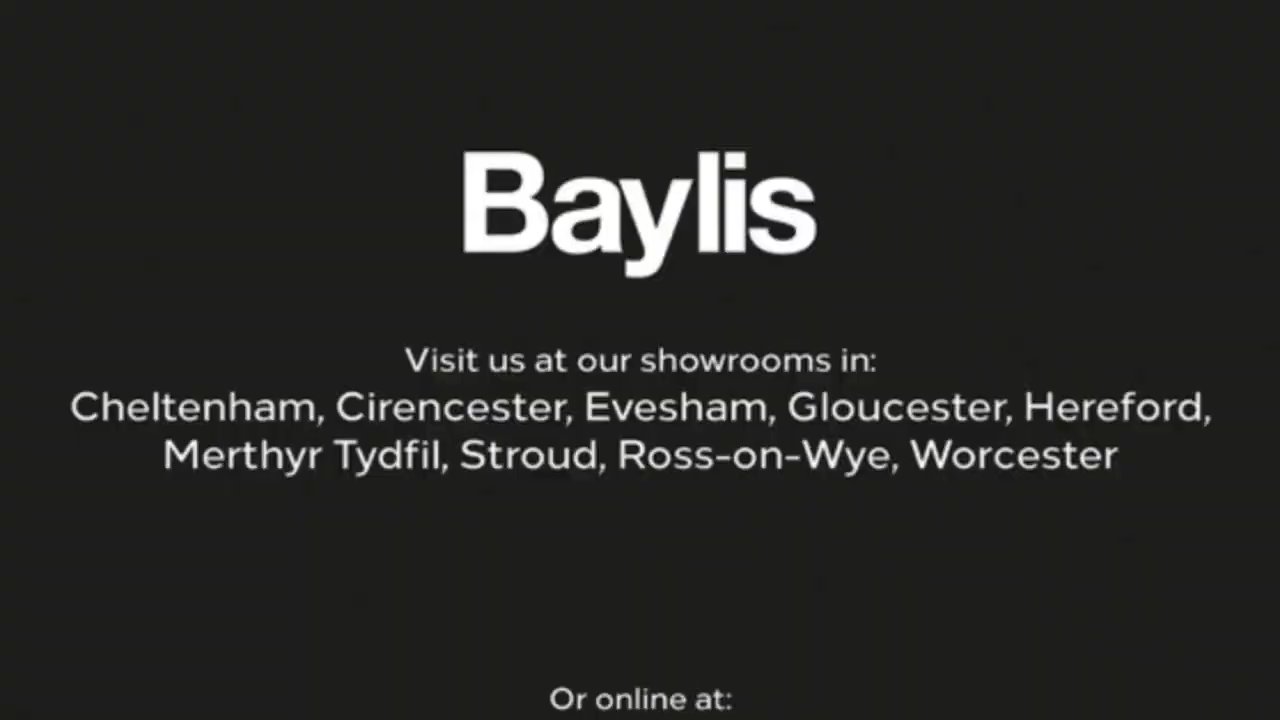 Baylis
Visit us at our showrooms in:
Cheltenham, Cirencester, Evesham, Gloucester, Hereford,
Merthyr Tydfil, Stroud, Ross-on-Wye, Worcester
Or online at: